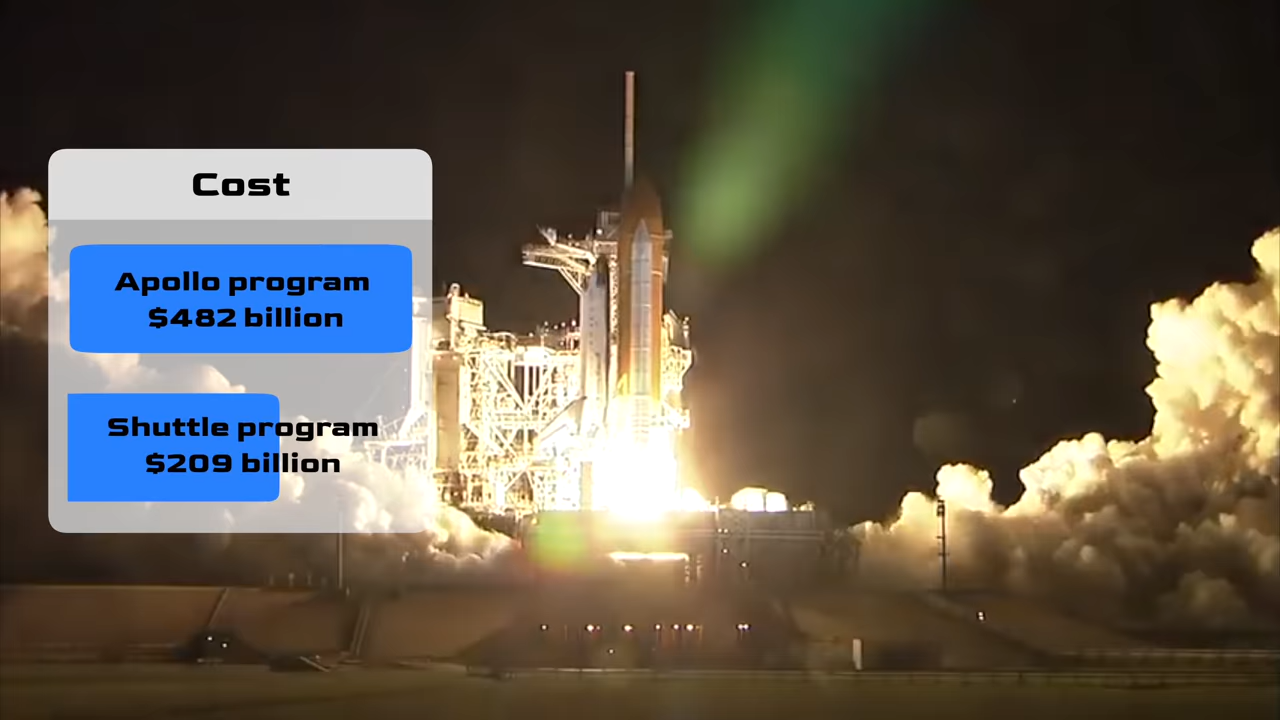 Cost
Apollo program
$482 billion
Shuttle program
$209 billion